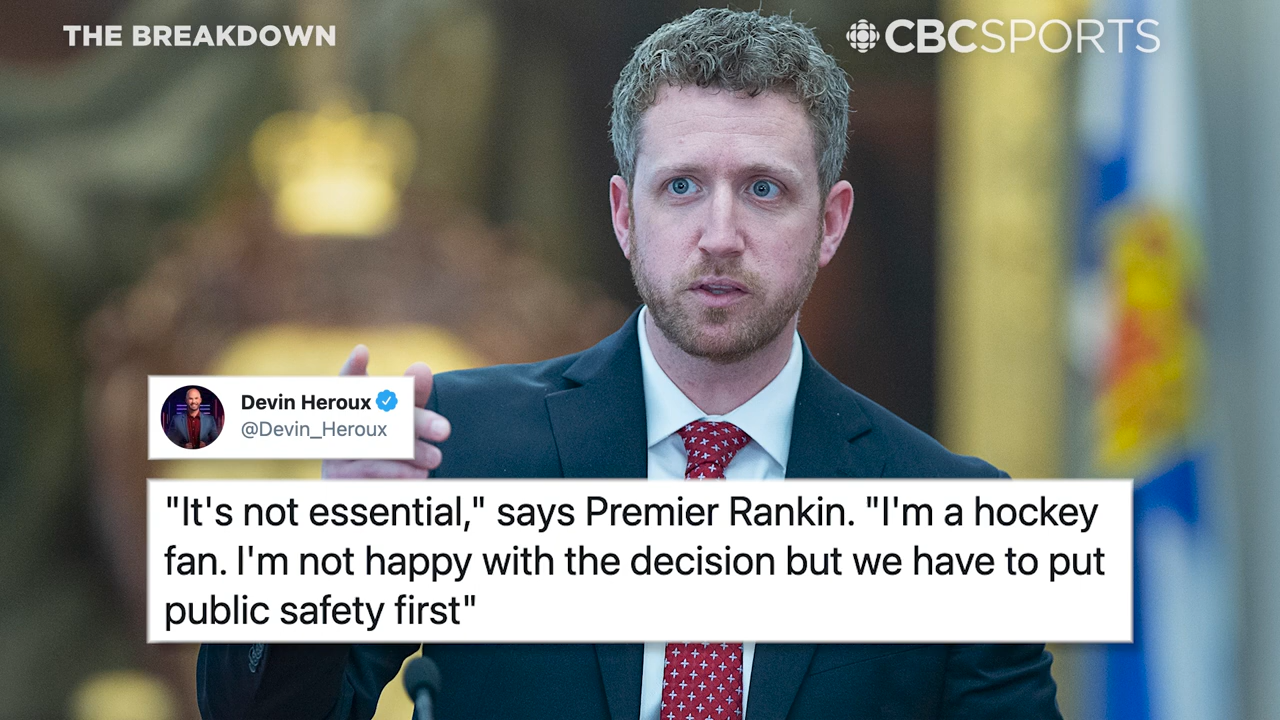 THE BREAKDOWN
CBCSPORTS
Devin Heroux
@Devin_Heroux
"It's not essential," says Premier Rankin. "I'm a hockey
fan. I'm not happy with the decision but we have to put
public safety first"